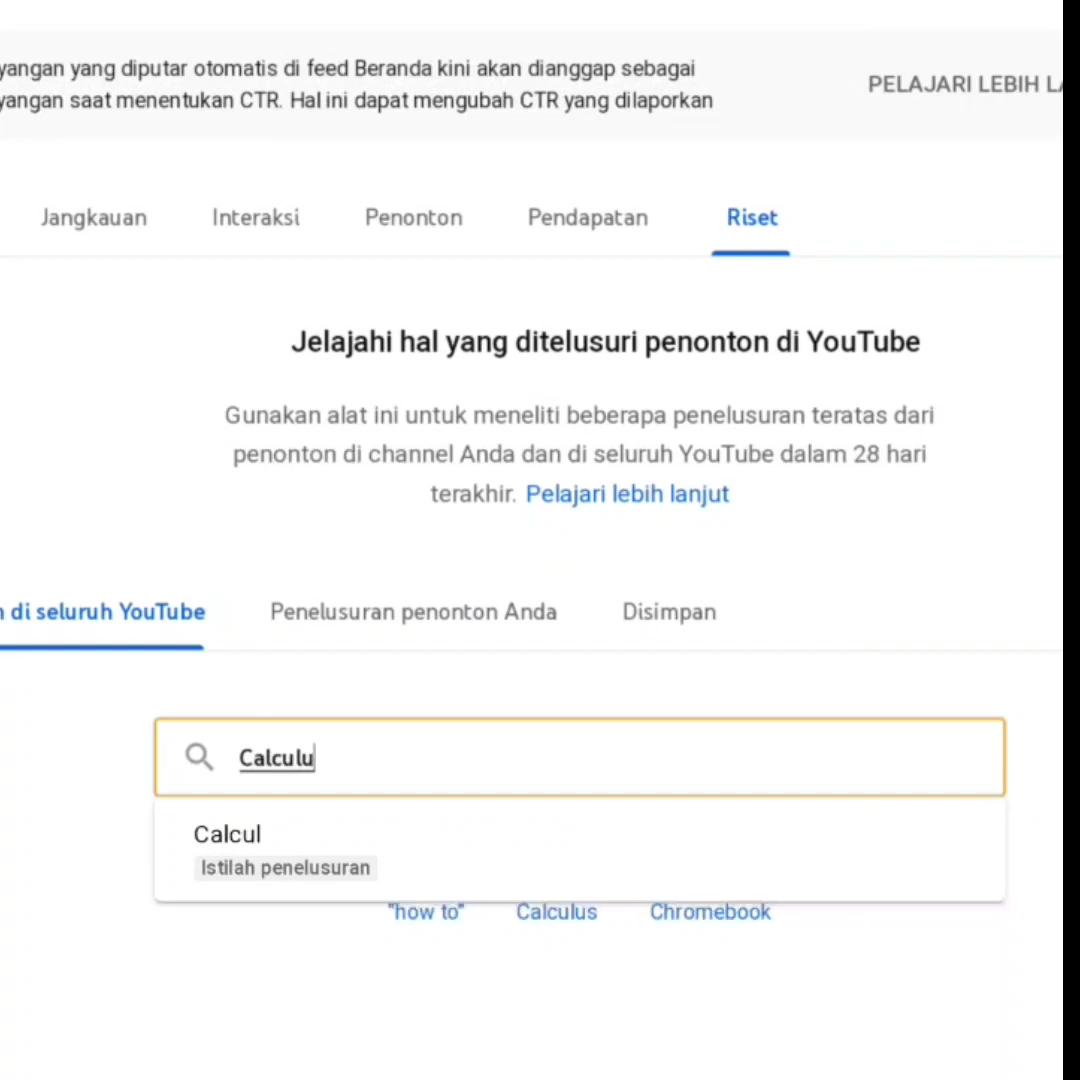 yangan yang diputar otomatis di feed Beranda kini akan dianggap sebagai
yangan saat menentukan CTR. Hal ini dapat mengubah CTR yang dilaporkan
PELAJARI LEBIH LA
Jangkauan Interaksi Penonton Pendapatan Riset
Jelajahi hal yang ditelusuri penonton di YouTube
Gunakan alat ini untuk meneliti beberapa penelusuran teratas dari
penonton di channel Anda dan di seluruh YouTube dalam 28 hari
terakhir. Pelajari lebih lanjut
n di seluruh YouTube Penelusuran penonton Anda Disimpan
Calculu
Calcul
Istilah penelusuran
"how to" Calculus Chromebook